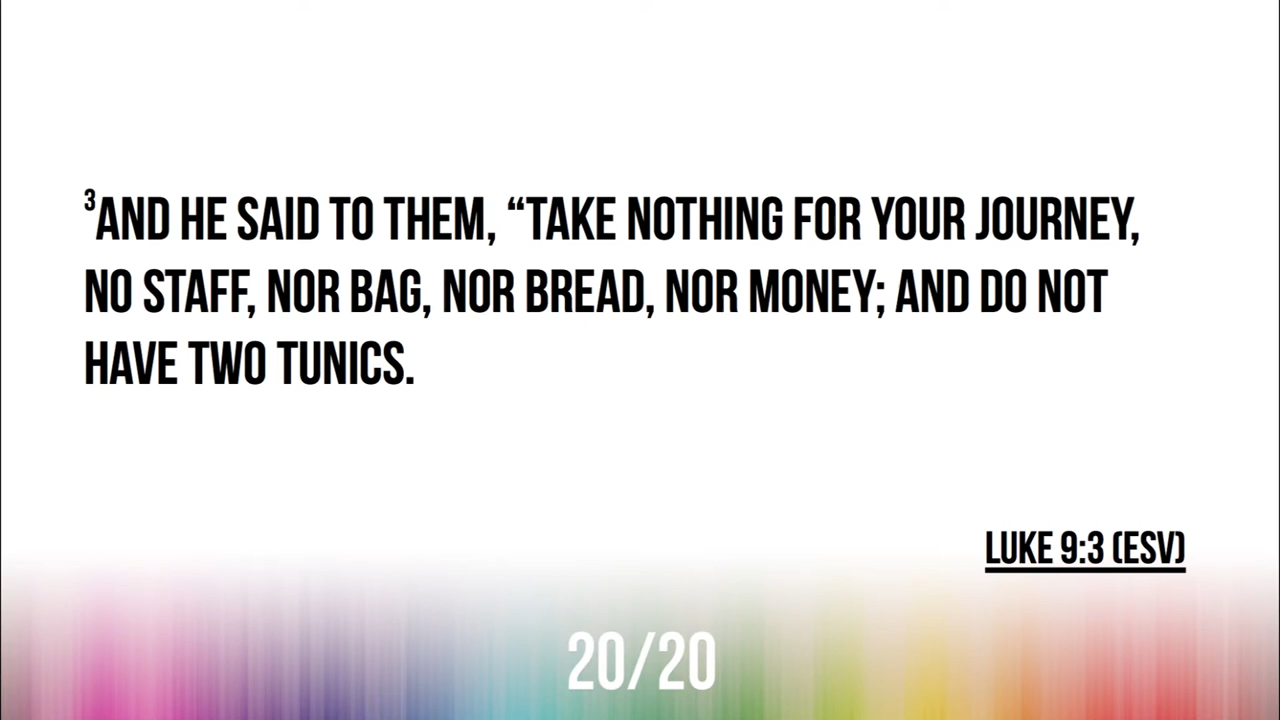 ³AND HE SAID TO THEM, “TAKE NOTHING FOR YOUR JOURNEY,
NO STAFF, NOR BAG, NOR BREAD, NOR MONEY; AND DO NOT
HAVE TWO TUNICS.
LUKE 9:3 (ESV)
20/20